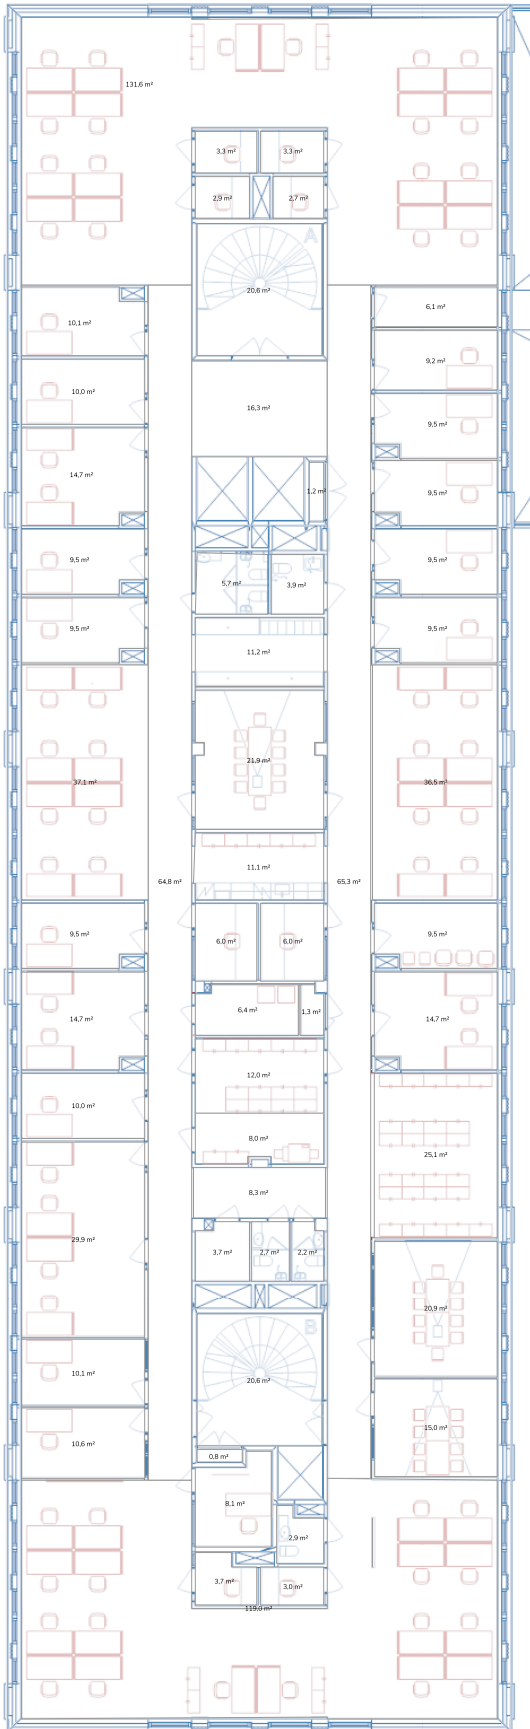 131,6 m²
3,3 m² 3,3 m²
2,9 m² 2,7 m²
A
20,6 m²
10,1 m² 6,1 m²
9,2 m²
10,0 m² 16,3 m²
9,5 m²
14,7 m² 1,2 m² 9,5 m²
9,5 m² 5,7 m² 3,9 m² 9,5 m²
9,5 m² 11,2 m² 9,5 m²
21,9 m²
37,1 m² 36,5 m²
64,8 m² 11,1 m² 65,3 m²
9,5 m² 6,0 m² 6,0 m² 9,5 m²
14,7 m² 6,4 m² 1,3 m² 14,7 m²
12,0 m²
10,0 m²
8,0 m² 25,1 m²
8,3 m²
29,9 m² 3,7 m² 2,7 m² 2,2 m²
20,9 m²
B
10,1 m² 20,6 m²
15,0 m²
10,6 m² 0,8 m²
8,1 m²
2,9 m²
3,7 m² 3,0 m²
119,0 m²